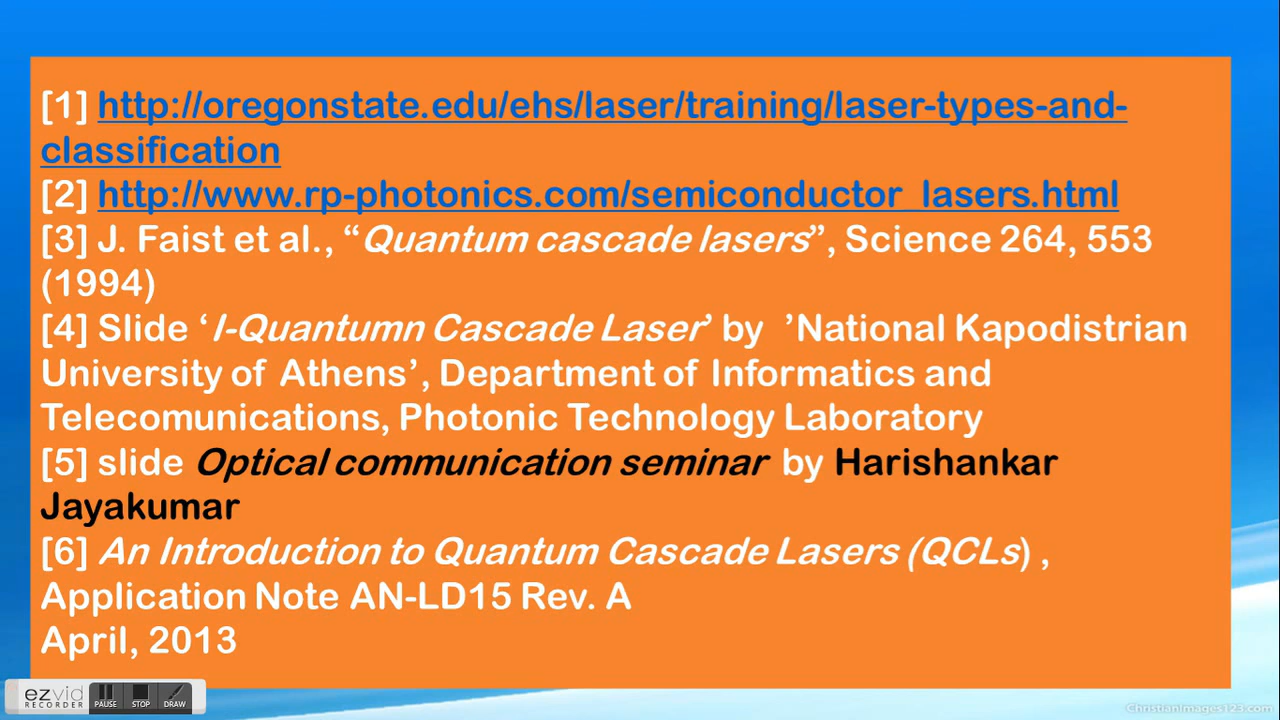 [1] http://oregonstate.edu/ehs/laser/training/laser-types-and-
classification
[2] http://www.rp-photonics.com/semiconductor_lasers.html
[3] J. Faist et al., “Quantum cascade lasers”, Science 264, 553
(1994)
[4] Slide ‘I-Quantumn Cascade Laser’ by ’National Kapodistrian
University of Athens’, Department of Informatics and
Telecomunications, Photonic Technology Laboratory
[5] slide Optical communication seminar by Harishankar
Jayakumar
[6] An Introduction to Quantum Cascade Lasers (QCLs) ,
Application Note AN-LD15 Rev. A
April, 2013
ezvid
RECORDER
PAUSE STOP DRAW
ChristianImages123.com